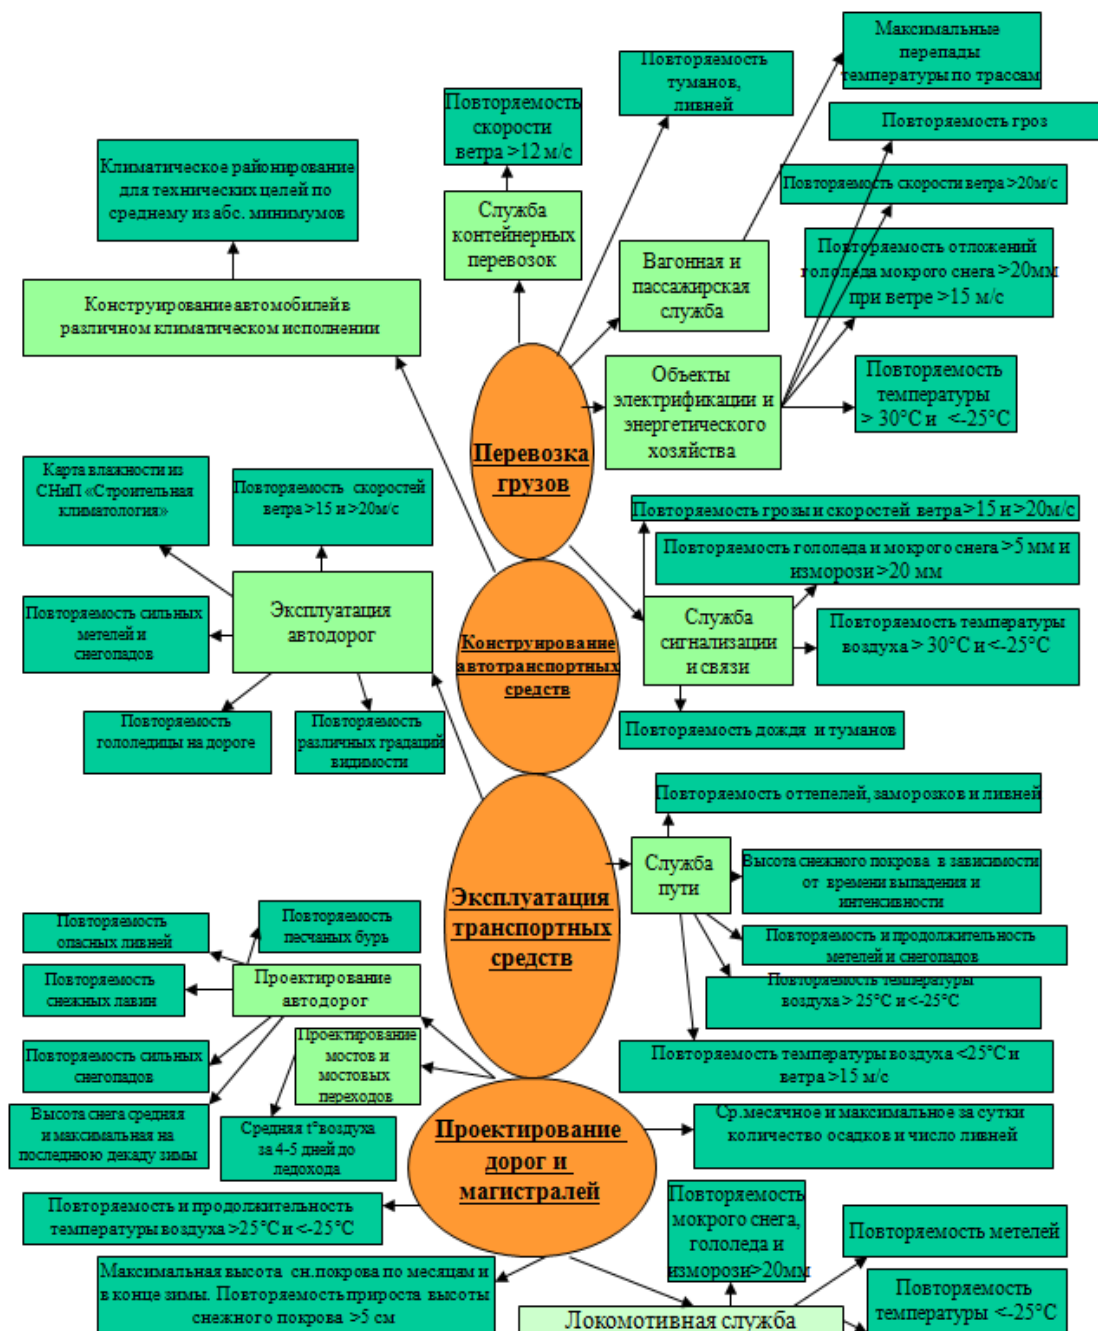 Максимальные
перепады
температуры по трассам
Повторяемость
туманов,
ливней
Повторяемость
скорости
ветра >12 м/с
Повторяемость гроз
Климатическое районирование
для технических целей по
среднему из абс. минимумов
Повторяемость скорости ветра >20м/с
Служба
контейнерных
перевозок
Вагонная и
пассажирская
служба
Повторяемость отложений
гололеда мокрого снега >20мм
при ветре >15 м/с
Конструирование автомобилей в
различном климатическом исполнении
Объекты
электрификации и
энергетического
хозяйства
Повторяемость
температуры
> 30°С и <-25°С
Перевозка
грузов
Карта влажности из
СНиП «Строительная
климатология»
Повторяемость скоростей
ветра >15 и >20м/с
Повторяемость грозы и скоростей ветра >15 и >20м/с
Повторяемость гололеда и мокрого снега >5 мм и
изморози >20 мм
Эксплуатация
автодорог
Повторяемость сильных
метелей и
снегопадов
Конструирование
автотранспортных
средств
Служба
сигнализации
и связи
Повторяемость температуры
воздуха > 30°С и <-25°С
Повторяемость
гололедицы на дороге
Повторяемость
различных градаций
видимости
Повторяемость дождя и туманов
Повторяемость оттепелей, заморозков и ливней
Служба
пути
Высота снежного покрова в зависимости
от времени выпадения и
интенсивности
Эксплуатация
транспортных
средств
Повторяемость
опасных ливней
Повторяемость
песчаных бурь
Повторяемость и продолжительность
метелей и снегопадов
Повторяемость
снежных лавин
Проектирование
автодорог
Повторяемость температуры
воздуха > 25°С и <-25°С
Повторяемость сильных
снегопадов
Проектирование
мостов и
мостовых
переходов
Повторяемость температуры воздуха <25°С и
ветра >15 м/с
Высота снега средняя
и максимальная на
последнюю декаду зимы
Средняя t°воздуха
за 4-5 дней до
ледохода
Проектирование
дорог и
магистралей
Ср.месячное и максимальное за сутки
количество осадков и число ливней
Повторяемость и продолжительность
температуры воздуха >25°С и <-25°С
Повторяемость
мокрого снега,
гололеда и
изморози>20мм
Повторяемость метелей
Максимальная высота сн.покрова по месяцам и
в конце зимы. Повторяемость прироста высоты
снежного покрова >5 см
Повторяемость
температуры <-25°С
Локомотивная служба